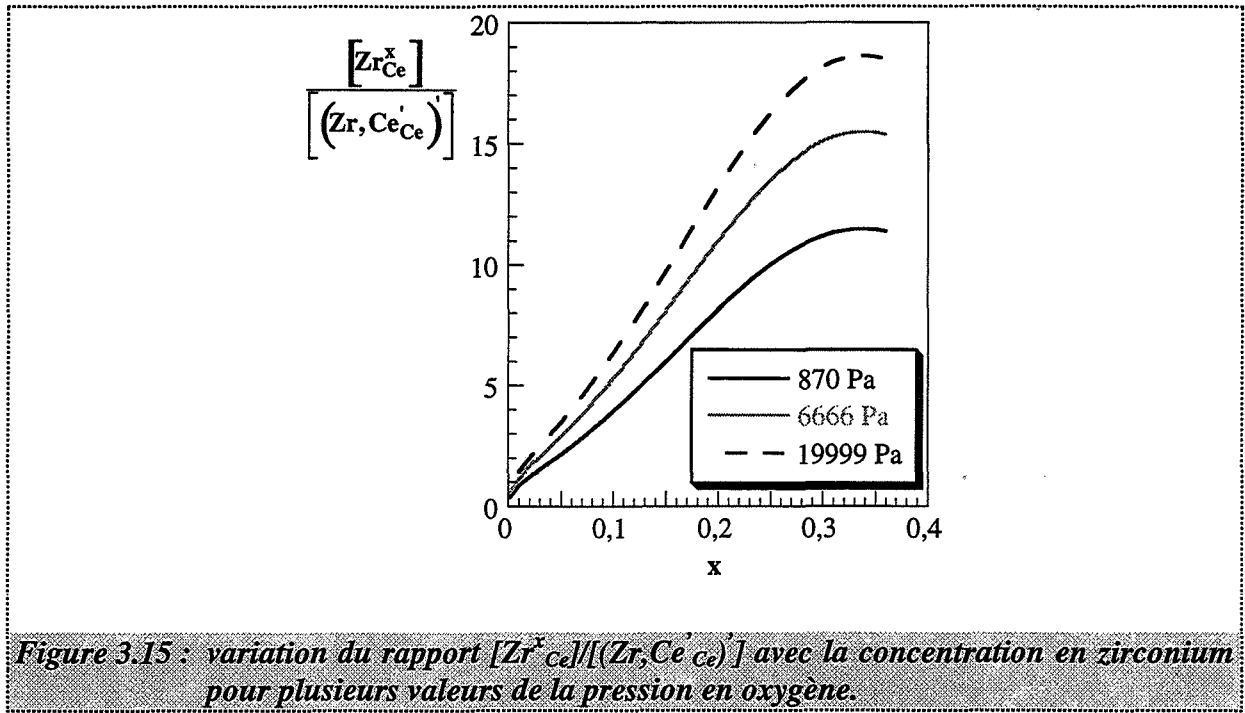 20
[Zr^x_Ce]
[(Zr, Ce'_Ce)']
15
10
5
870 Pa
6666 Pa
19999 Pa
0
0 0,1 0,2 0,3 0,4
x
Figure 3.15 : variation du rapport [Zr^x_Ce]/[(Zr,Ce'_Ce)'] avec la concentration en zirconium
pour plusieurs valeurs de la pression en oxygène.